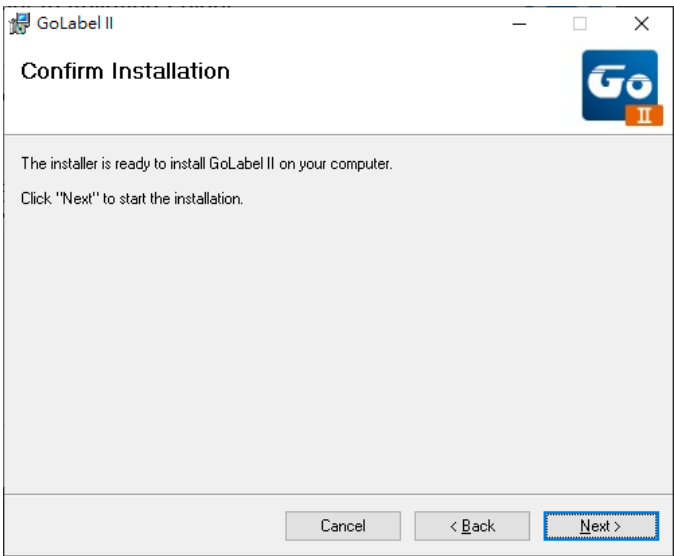 GoLabel II
Confirm Installation
Go
II
The installer is ready to install GoLabel II on your computer.
Click "Next" to start the installation.
Cancel
< Back
Next >